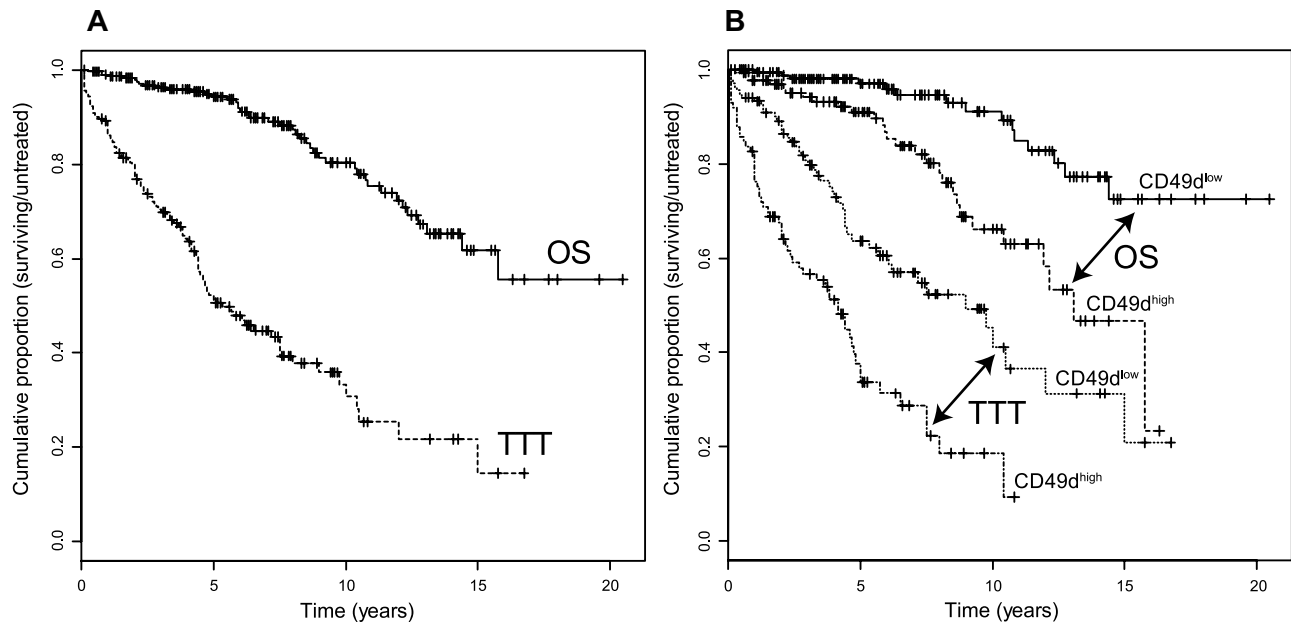 A
Cumulative proportion (surviving/untreated)
1.0
0.8
0.6
0.4
0.2
0.0
OS
TTT
0 5 10 15 20
Time (years)
B
Cumulative proportion (surviving/untreated)
1.0
0.8
0.6
0.4
0.2
0.0
CD49dlow
OS
CD49dhigh
CD49dlow
TTT
CD49dhigh
0 5 10 15 20
Time (years)